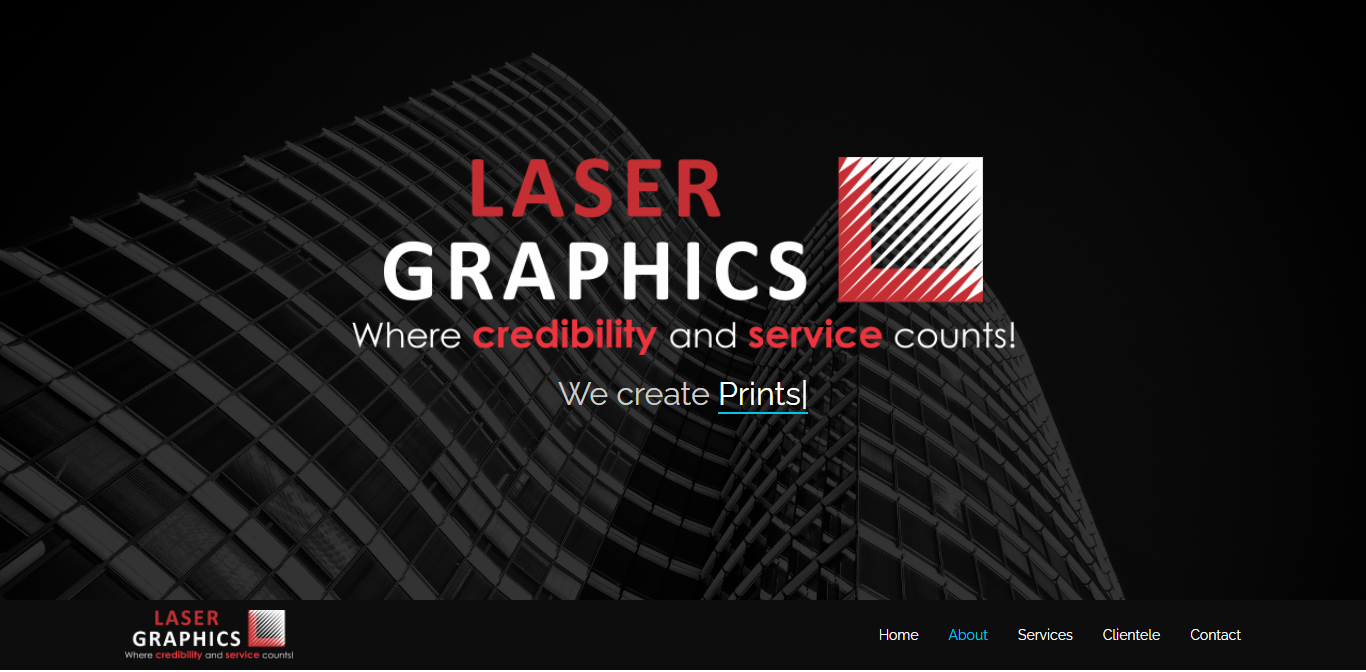 LASER
GRAPHICS
Where credibility and service counts!
We create Prints|
LASER
GRAPHICS
Where credibility and service counts!
Home About Services Clientele Contact